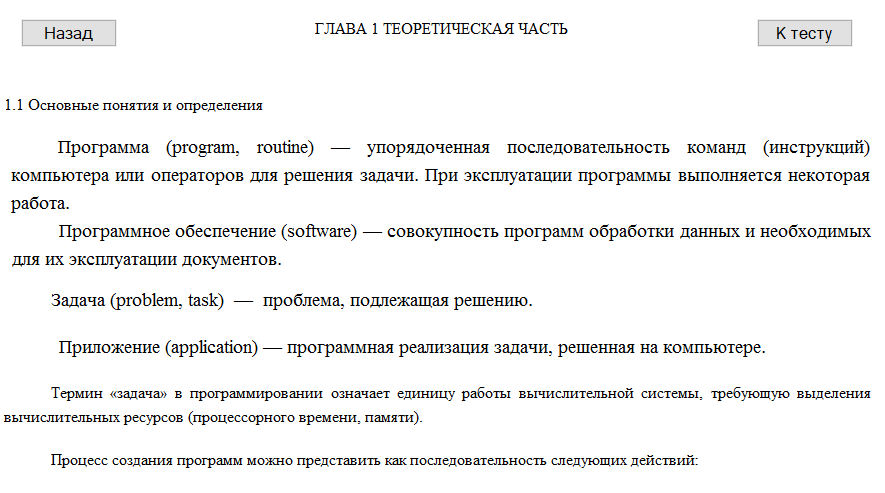 Назад
ГЛАВА 1 ТЕОРЕТИЧЕСКАЯ ЧАСТЬ
К тесту
1.1 Основные понятия и определения
Программа (program, routine) — упорядоченная последовательность команд (инструкций)
компьютера или операторов для решения задачи. При эксплуатации программы выполняется некоторая
работа.
Программное обеспечение (software) — совокупность программ обработки данных и необходимых
для их эксплуатации документов.
Задача (problem, task) — проблема, подлежащая решению.
Приложение (application) — программная реализация задачи, решенная на компьютере.
Термин «задача» в программировании означает единицу работы вычислительной системы, требующую выделения
вычислительных ресурсов (процессорного времени, памяти).
Процесс создания программ можно представить как последовательность следующих действий: